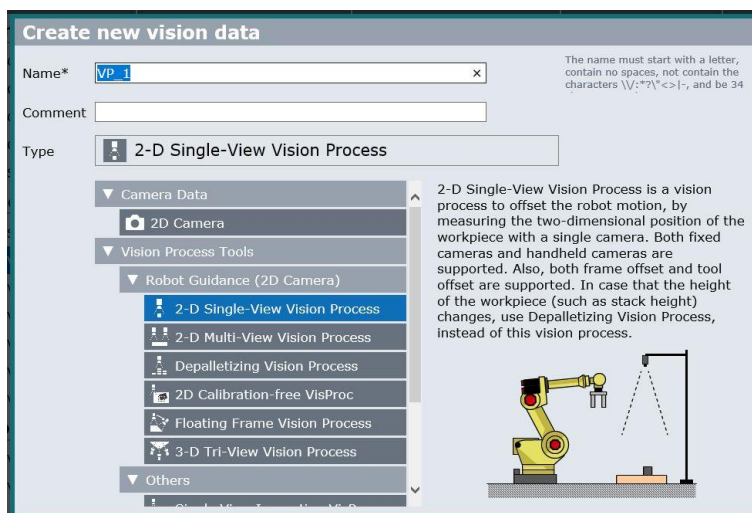 Create new vision data
Name*
VP_1
×
The name must start with a letter,
contain no spaces, not contain the
characters \\/:*?\"<>|-, and be 34
Comment
Type
2-D Single-View Vision Process
▼ Camera Data
2D Camera
▼ Vision Process Tools
▼ Robot Guidance (2D Camera)
2-D Single-View Vision Process
2-D Multi-View Vision Process
Depalletizing Vision Process
2D Calibration-free VisProc
Floating Frame Vision Process
3-D Tri-View Vision Process
▼ Others
2-D Single-View Vision Process is a vision
process to offset the robot motion, by
measuring the two-dimensional position of the
workpiece with a single camera. Both fixed
cameras and handheld cameras are
supported. Also, both frame offset and tool
offset are supported. In case that the height
of the workpiece (such as stack height)
changes, use Depalletizing Vision Process,
instead of this vision process.